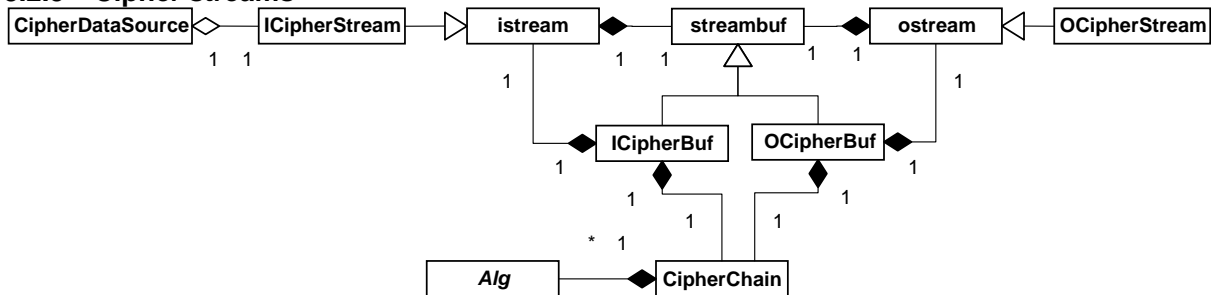 CipherDataSource ICipherStream istream streambuf ostream OCipherStream
1 1 1 1 1 1
1 1
ICipherBuf OCipherBuf
1 1
1 1
1 1
* 1
Alg CipherChain